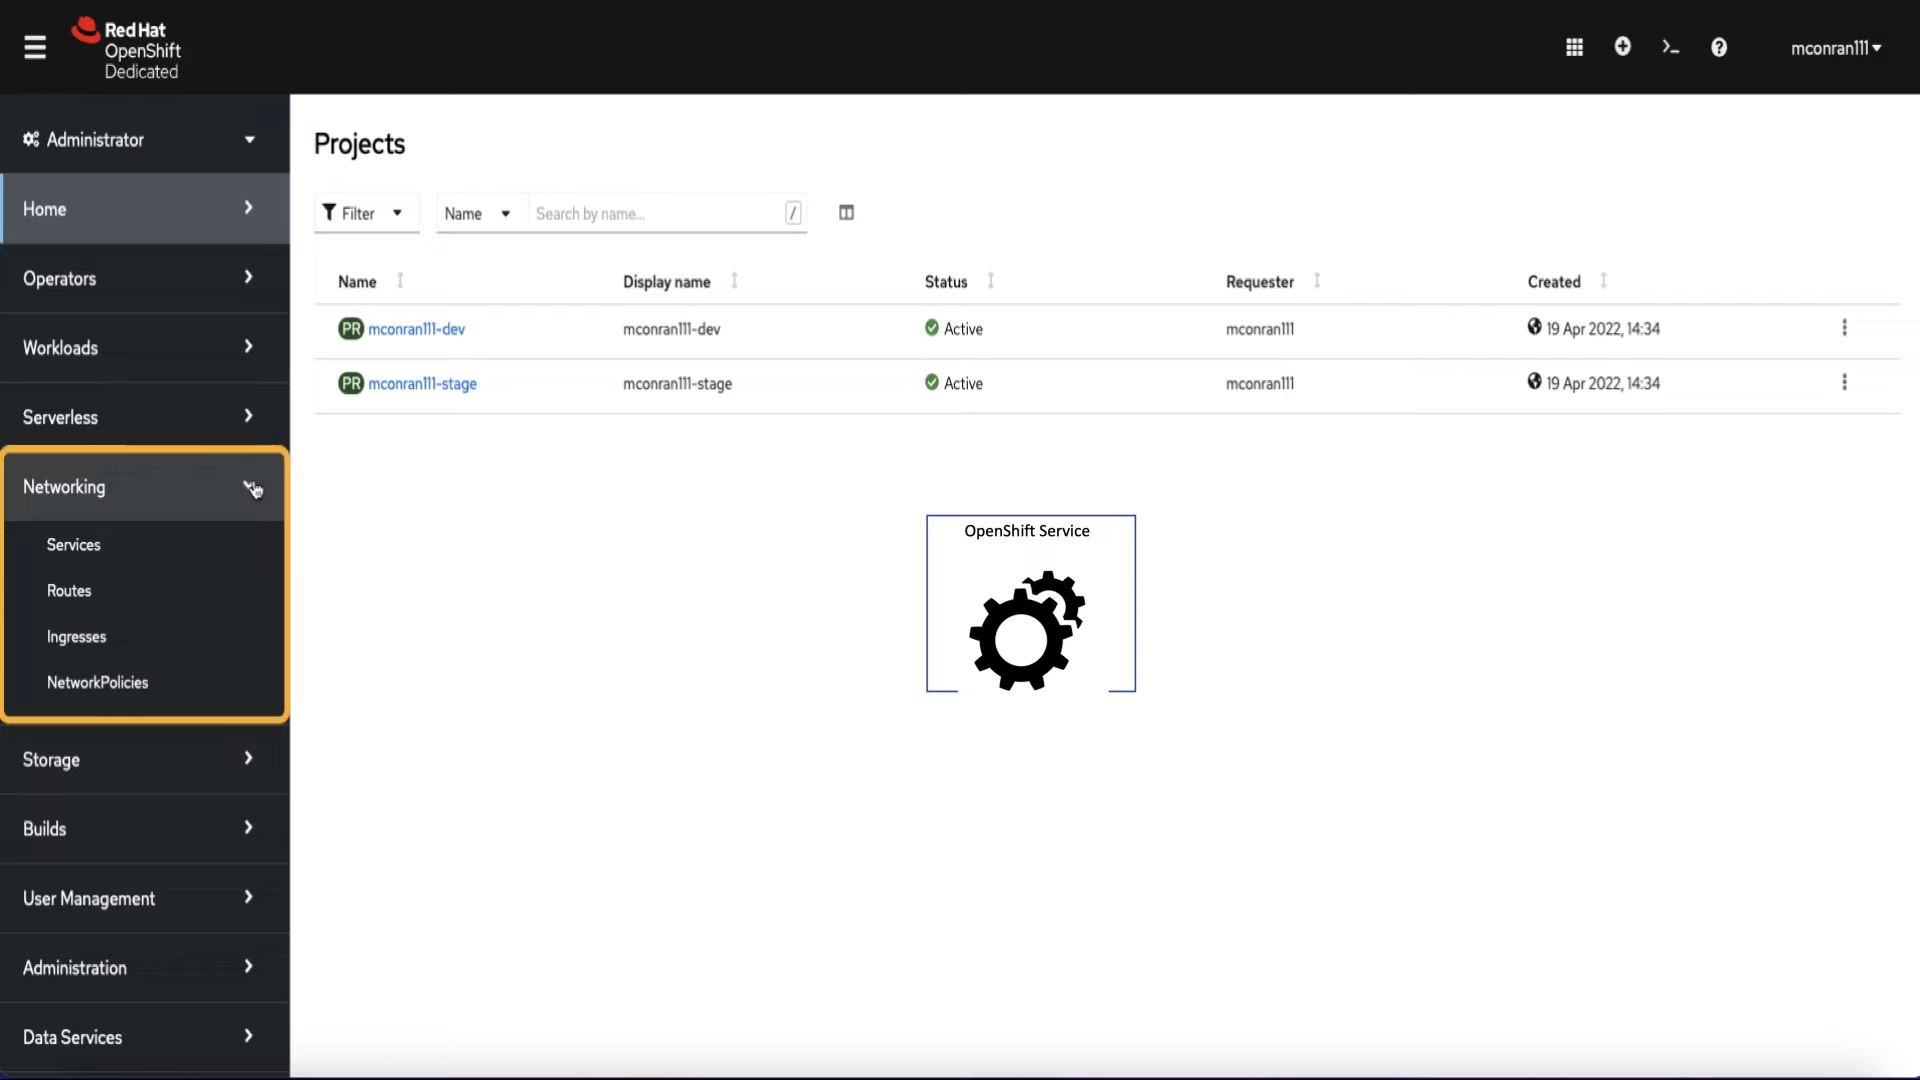 Red Hat
OpenShift
Dedicated
mconran111
Administrator
Home
Operators
Workloads
Serverless
Networking
Services
Routes
Ingresses
NetworkPolicies
Storage
Builds
User Management
Administration
Data Services
Projects
Filter
Name
Search by name...
/
Name Display name Status Requester Created
PR mconran111-dev mconran111-dev Active mconran111 19 Apr 2022, 14:34
PR mconran111-stage mconran111-stage Active mconran111 19 Apr 2022, 14:34
OpenShift Service